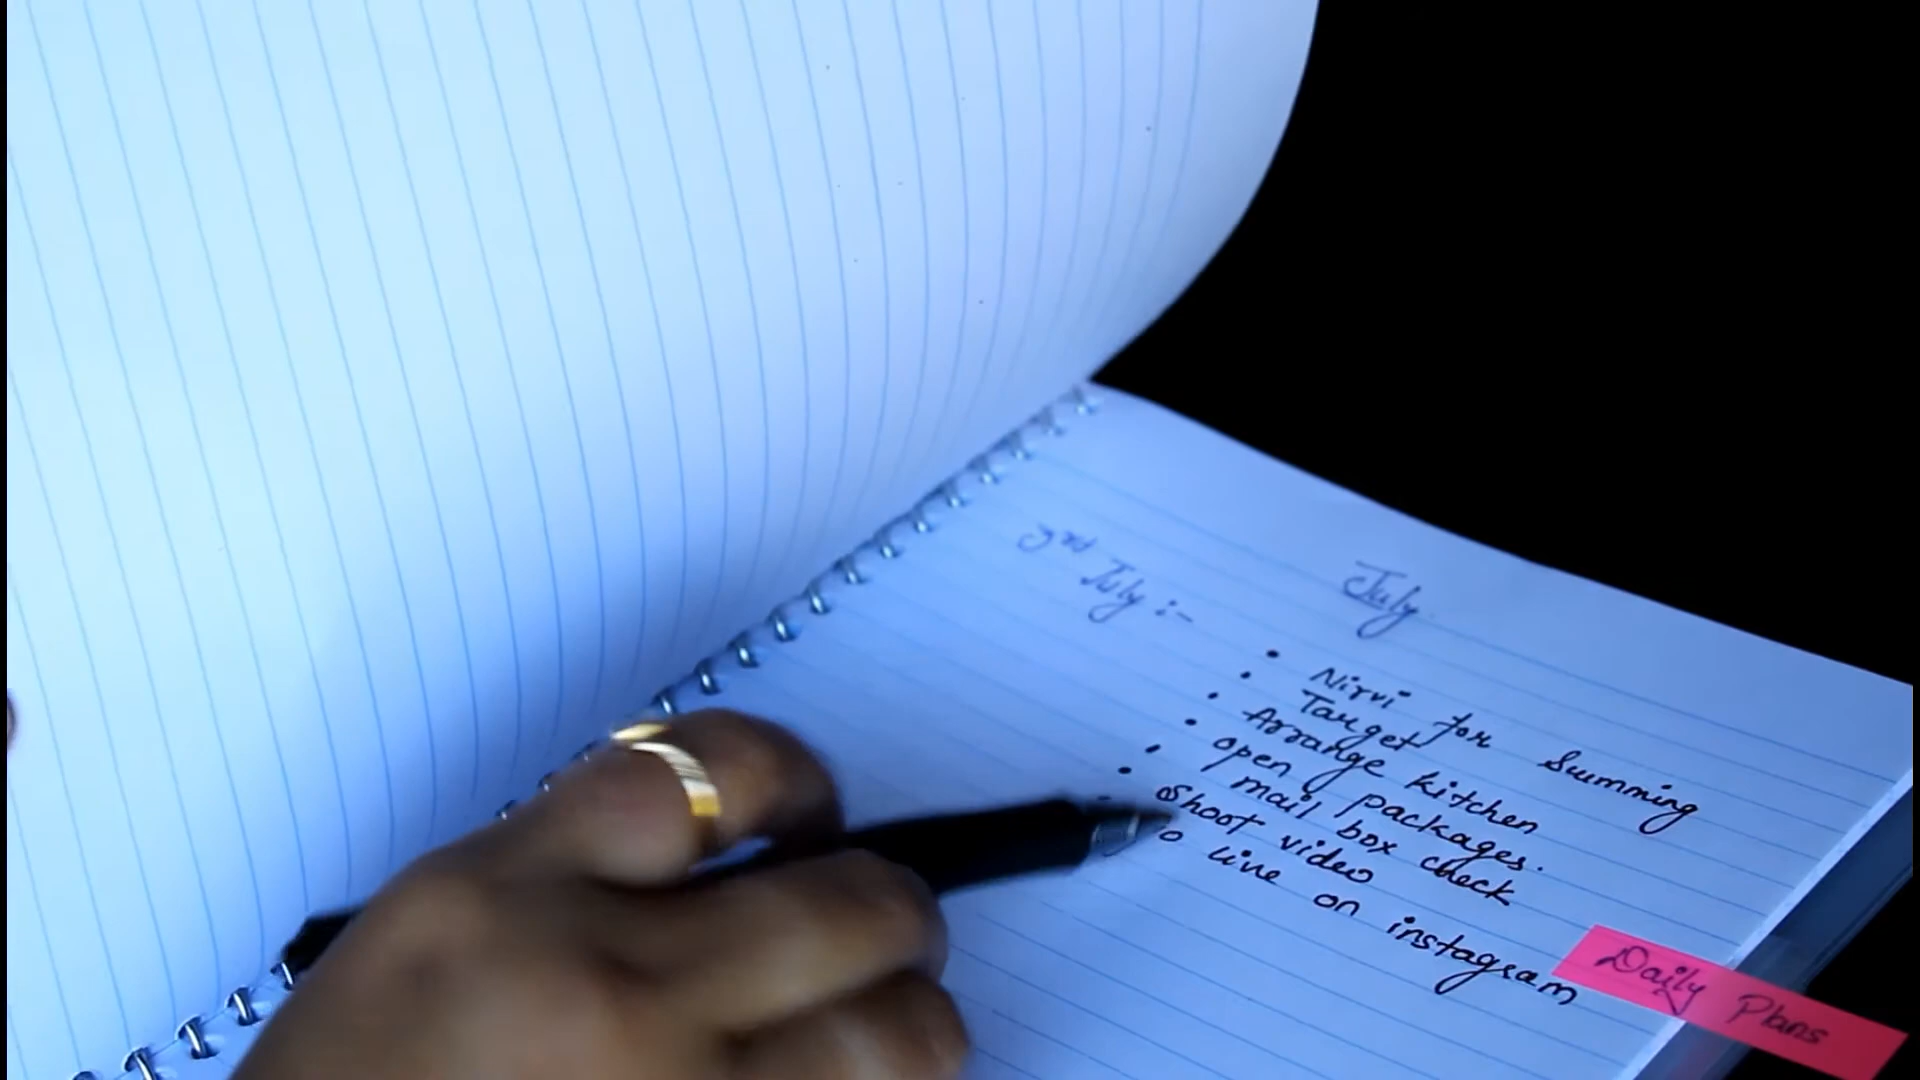 July
3rd July :-
• Nirvi for Swimming
• Target
• Arrange kitchen
• open packages.
• mail box check
• Shoot video
live on instagram
Daily Plans